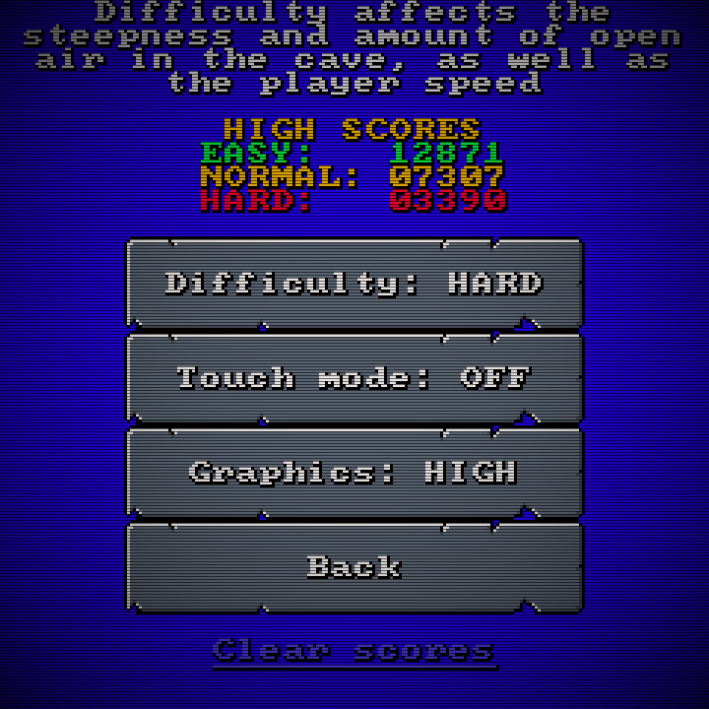 Difficulty affects the
steepness and amount of open
air in the cave, as well as
the player speed
HIGH SCORES
EASY: 12871
NORMAL: 07307
HARD: 03390
Difficulty: HARD
Touch mode: OFF
Graphics: HIGH
Back
Clear scores